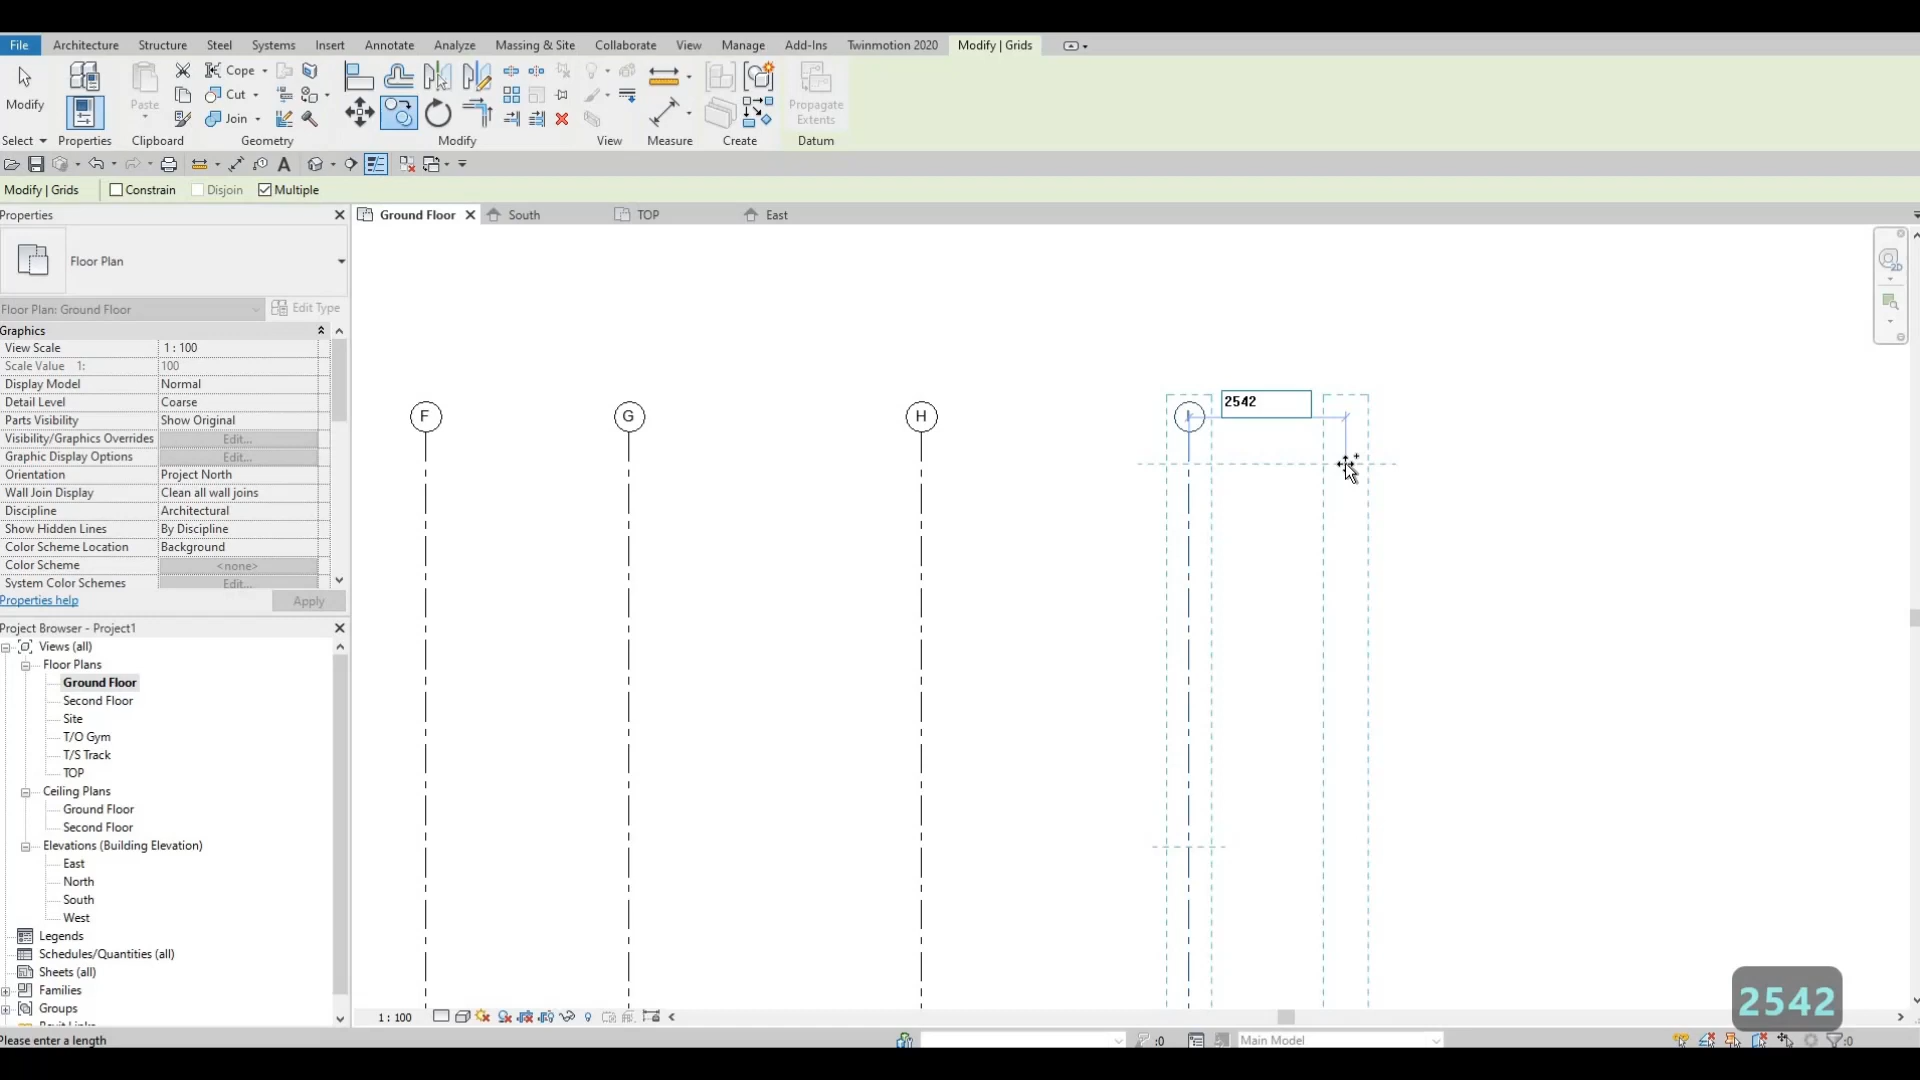 File Architecture Structure Steel Systems Insert Annotate Analyze Massing & Site Collaborate View Manage Add-Ins Twinmotion 2020 Modify | Grids
Cope
Cut
Join
Modify
Paste
Propagate
Extents
Select Properties Clipboard Geometry Modify View Measure Create Datum
Modify | Grids Constrain Disjoin Multiple
Properties
Ground Floor South TOP East
2D
Floor Plan
Floor Plan: Ground Floor Edit Type
Graphics
View Scale 1 : 100
Scale Value 1: 100
Display Model Normal
Detail Level Coarse
Parts Visibility Show Original
Visibility/Graphics Overrides Edit...
Graphic Display Options Edit...
Orientation Project North
Wall Join Display Clean all wall joins
Discipline Architectural
Show Hidden Lines By Discipline
Color Scheme Location Background
Color Scheme <none>
System Color Schemes Edit...
Properties help Apply
F G H I 2542
Project Browser - Project1
Views (all)
Floor Plans
Ground Floor
Second Floor
Site
T/O Gym
T/S Track
TOP
Ceiling Plans
Ground Floor
Second Floor
Elevations (Building Elevation)
East
North
South
West
Legends
Schedules/Quantities (all)
Sheets (all)
Families
Groups
Revit Links
1 : 100
2542
Please enter a length :0 Main Model :0